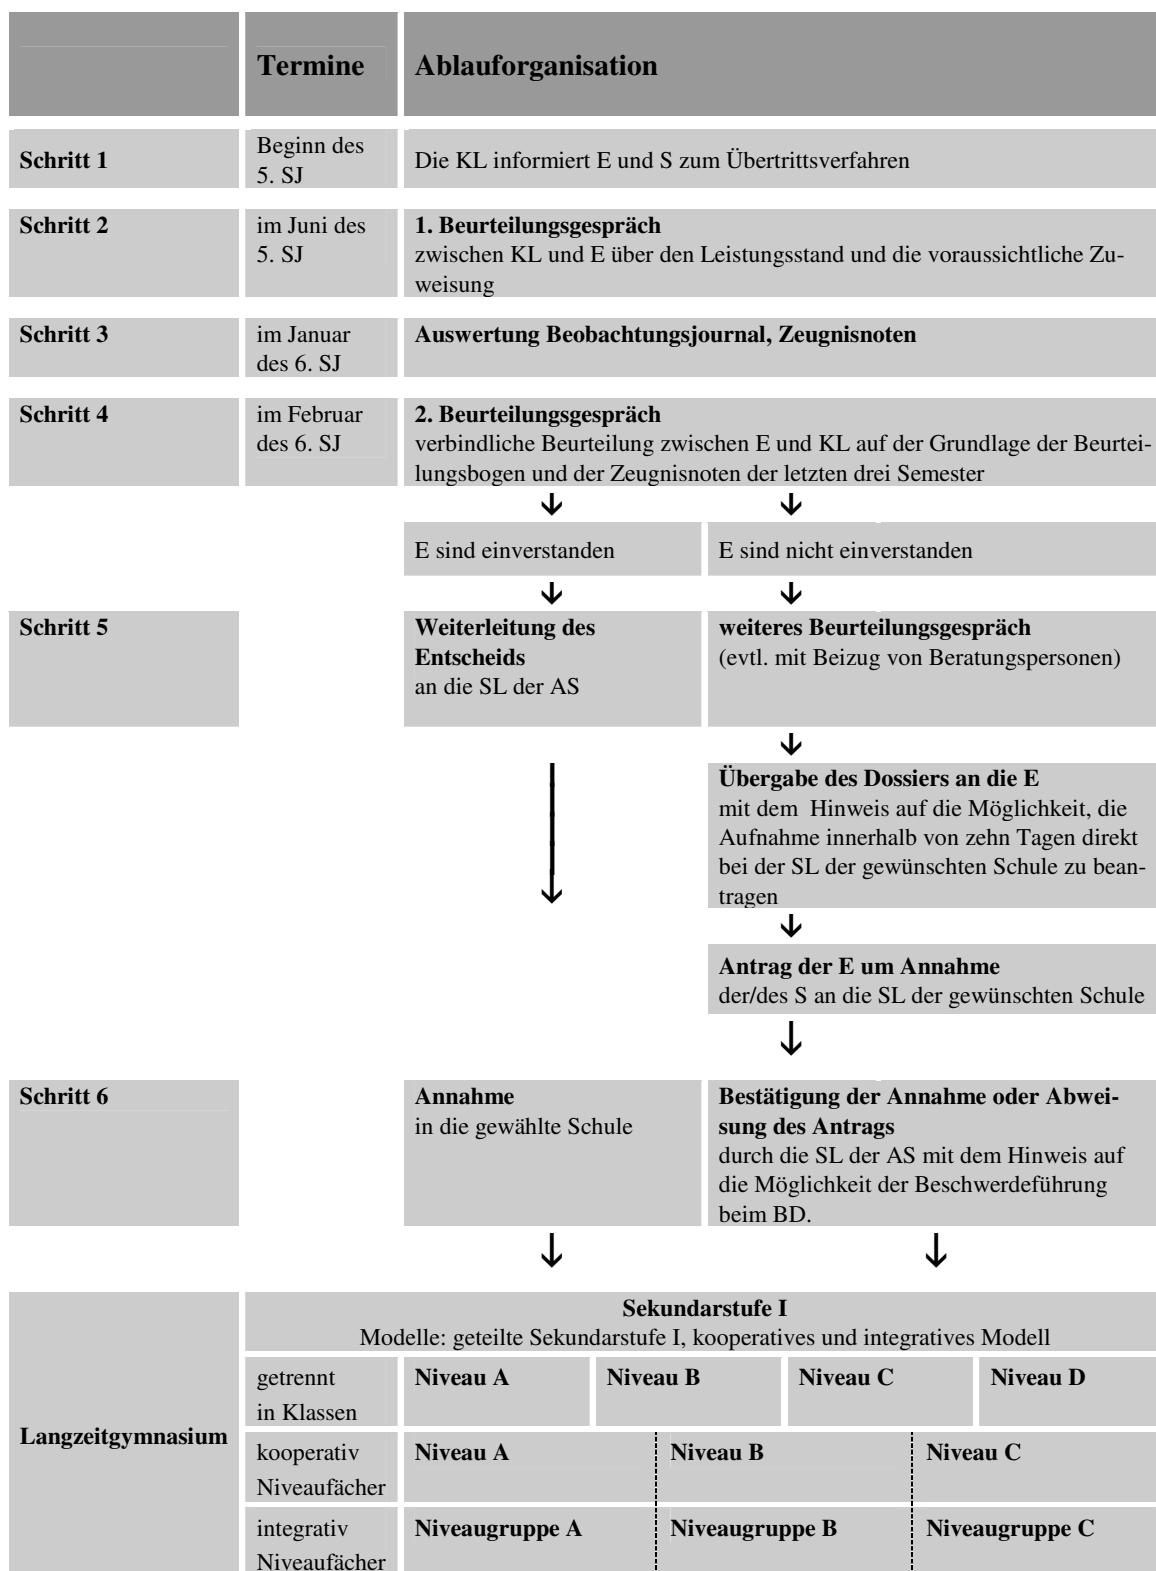 Termine
Ablauforganisation
Schritt 1
Beginn des
5. SJ
Die KL informiert E und S zum Übertrittsverfahren
Schritt 2
im Juni des
5. SJ
1. Beurteilungsgespräch
zwischen KL und E über den Leistungsstand und die voraussichtliche Zu-
weisung
Schritt 3
im Januar
des 6. SJ
Auswertung Beobachtungsjournal, Zeugnisnoten
Schritt 4
im Februar
des 6. SJ
2. Beurteilungsgespräch
verbindliche Beurteilung zwischen E und KL auf der Grundlage der Beurtei-
lungsbogen und der Zeugnisnoten der letzten drei Semester
E sind einverstanden
E sind nicht einverstanden
Schritt 5
Weiterleitung des
Entscheids
an die SL der AS
weiteres Beurteilungsgespräch
(evtl. mit Beizug von Beratungspersonen)
Übergabe des Dossiers an die E
mit dem Hinweis auf die Möglichkeit, die
Aufnahme innerhalb von zehn Tagen direkt
bei der SL der gewünschten Schule zu bean-
tragen
Antrag der E um Annahme
der/des S an die SL der gewünschten Schule
Schritt 6
Annahme
in die gewählte Schule
Bestätigung der Annahme oder Abwei-
sung des Antrags
durch die SL der AS mit dem Hinweis auf
die Möglichkeit der Beschwerdeführung
beim BD.
Langzeitgymnasium
Sekundarstufe I
Modelle: geteilte Sekundarstufe I, kooperatives und integratives Modell
getrennt
in Klassen
Niveau A
Niveau B
Niveau C
Niveau D
kooperativ
Niveaufächer
Niveau A
Niveau B
Niveau C
integrativ
Niveaufächer
Niveaugruppe A
Niveaugruppe B
Niveaugruppe C